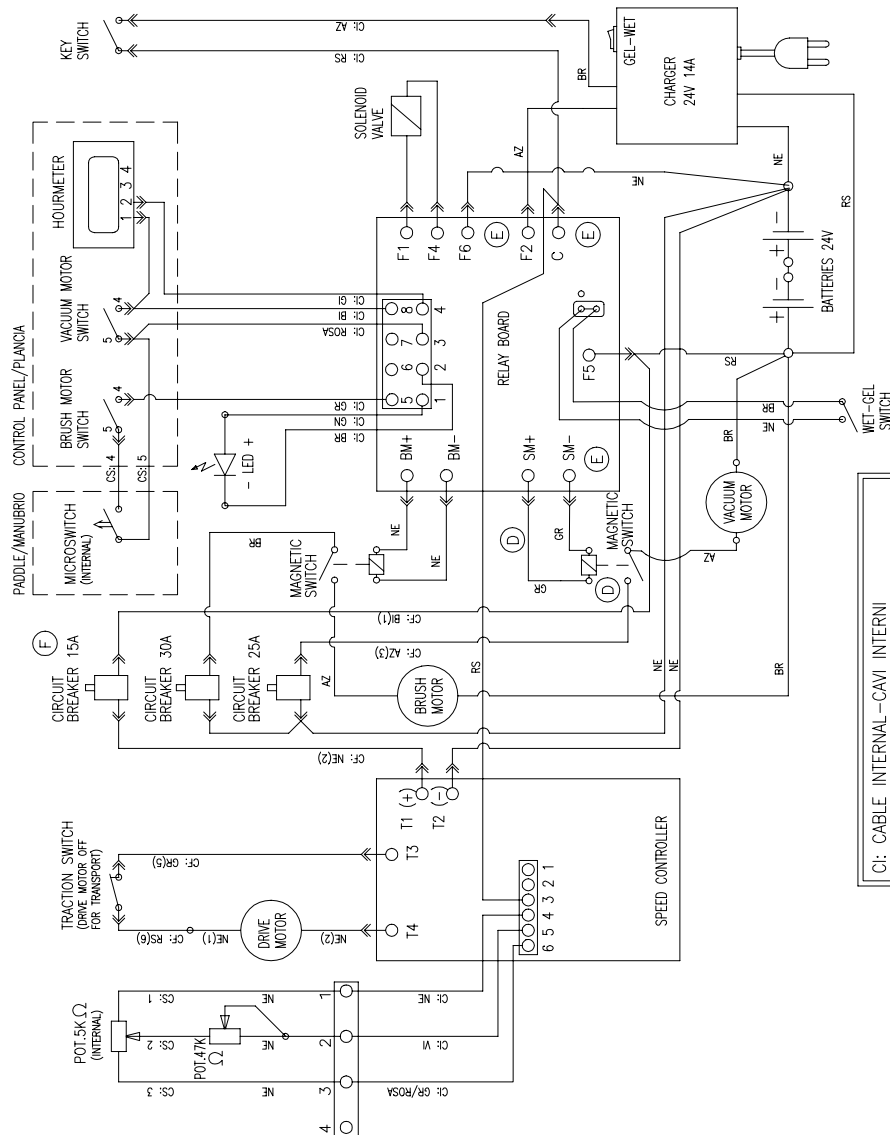 KEY
SWITCH
CI: AZ
CI: RS
BR
GEL-WET
CHARGER
24V 14A
SOLENOID
VALVE
AZ
NE
NE
RS
CONTROL PANEL/PLANCIA
HOURMETER
1 2 3 4
VACUUM MOTOR
SWITCH
5
4
BRUSH MOTOR
SWITCH
5
4
CS: 4
CS: 5
PADDLE/MANUBRIO
MICROSWITCH
(INTERNAL)
CI: GI
CI: BI
CI: ROSA
CI: GR
CI: GN
CI: BR
- LED +
F1
F4
F6
E
F2
C
E
8
7
6
5
4
3
2
1
RELAY BOARD
F5
BM+
BM-
SM+
SM-
E
BATTERIES 24V
+ - + -
RS
BR
NE
WET-GEL
SWITCH
BR
VACUUM
MOTOR
AZ
NE
NE
D
GR
GR
MAGNETIC
SWITCH
D
BR
MAGNETIC
SWITCH
F
CIRCUIT
BREAKER 15A
CIRCUIT
BREAKER 30A
CIRCUIT
BREAKER 25A
CF: BI(1)
CF: AZ(3)
AZ
RS
BRUSH
MOTOR
NE
NE
BR
CF: NE(2)
TRACTION SWITCH
(DRIVE MOTOR OFF
FOR TRANSPORT)
CF: GR(5)
CF: RS(6)
NE(1)
DRIVE
MOTOR
NE(2)
T1 (+)
T2 (-)
T3
T4
SPEED CONTROLLER
6 5 4 3 2 1
POT.5K Ω
(INTERNAL)
CS: 1
NE
CI: NE
CS: 2
POT.47K
Ω
NE
CI: VI
CS: 3
NE
CI: GR/ROSA
4 3 2 1
CI: CABLE INTERNAL-CAVI INTERNI